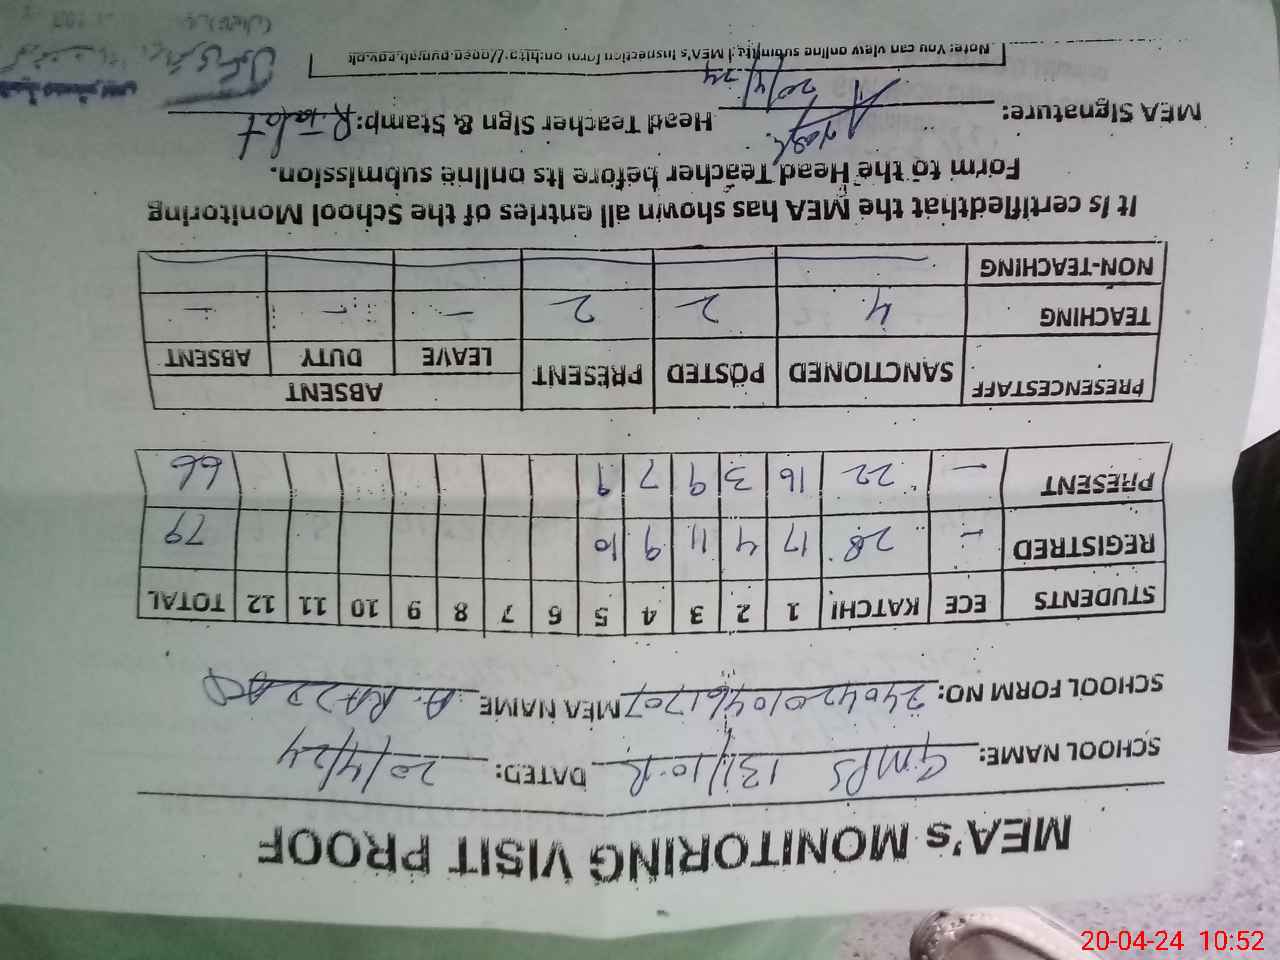 MEA's MONITORING VISIT PROOF
SCHOOL NAME: GMPS 131/10-R DATED: 20/4/24
SCHOOL FORM NO: MEA NAME
STUDENTS ECE KATCHI 1 2 3 4 5 6 7 8 9 10 11 12 TOTAL
REGISTRED - 28 17 4 11 9 10 79
PRESENT - 22 16 3 9 7 9 66
PRESENCESTAFF SANCTIONED POSTED PRESENT ABSENT
LEAVE DUTY ABSENT
TEACHING 4 2 2 - - -
NON-TEACHING
It is certifiedthat the MEA has shown all entries of the School Monitoring
Form to the Head Teacher before its online submission.
MEA Signature: 20/4/24 Head Teacher Sign & Stamp:
Note: You can view online submitted MEA's inspection form on:http://open.punjab.gov.pk
20-04-24 10:52